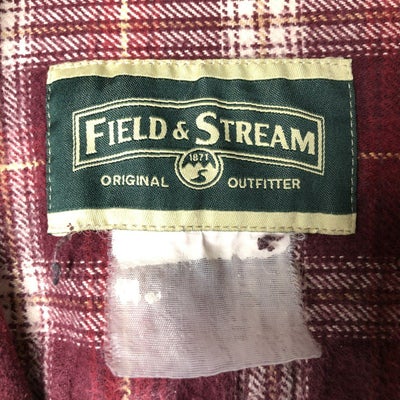 FIELD & STREAM
1871
ORIGINAL OUTFITTER